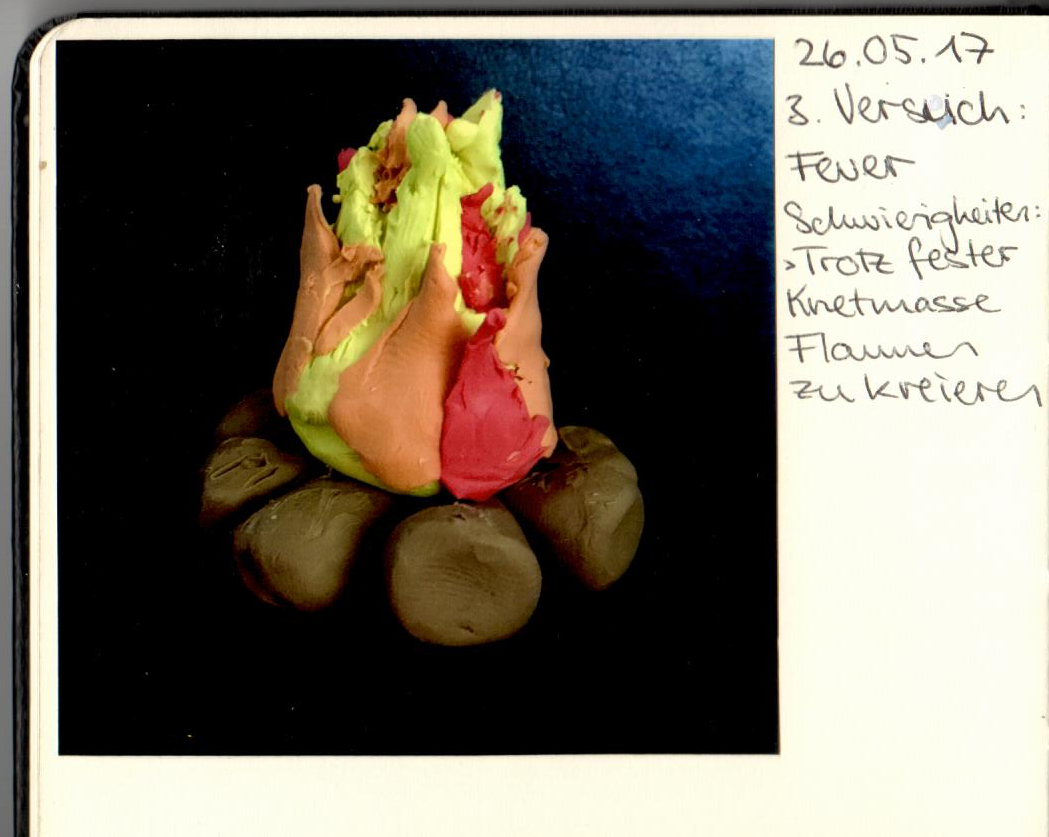 26.05.17
3. Versuch:
Feuer
Schwierigkeiten:
>Trotz fester
Knetmasse
Flammen
zu kreieren